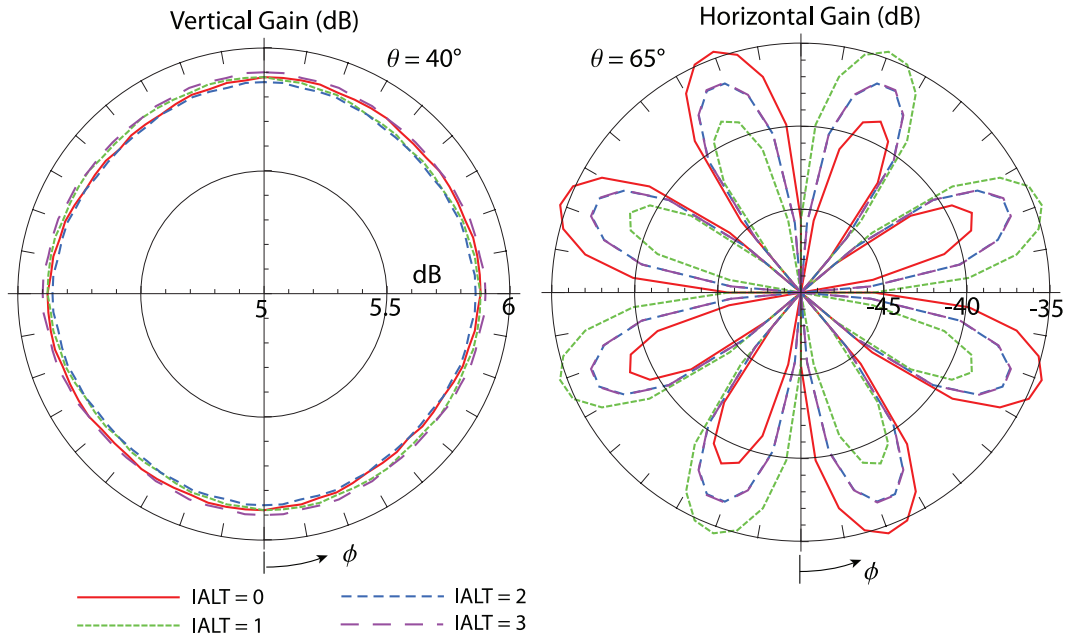 Vertical Gain (dB)
θ = 40°
dB
5
5.5
6
ϕ
Horizontal Gain (dB)
θ = 65°
-45
-40
-35
ϕ
IALT = 0
IALT = 1
IALT = 2
IALT = 3